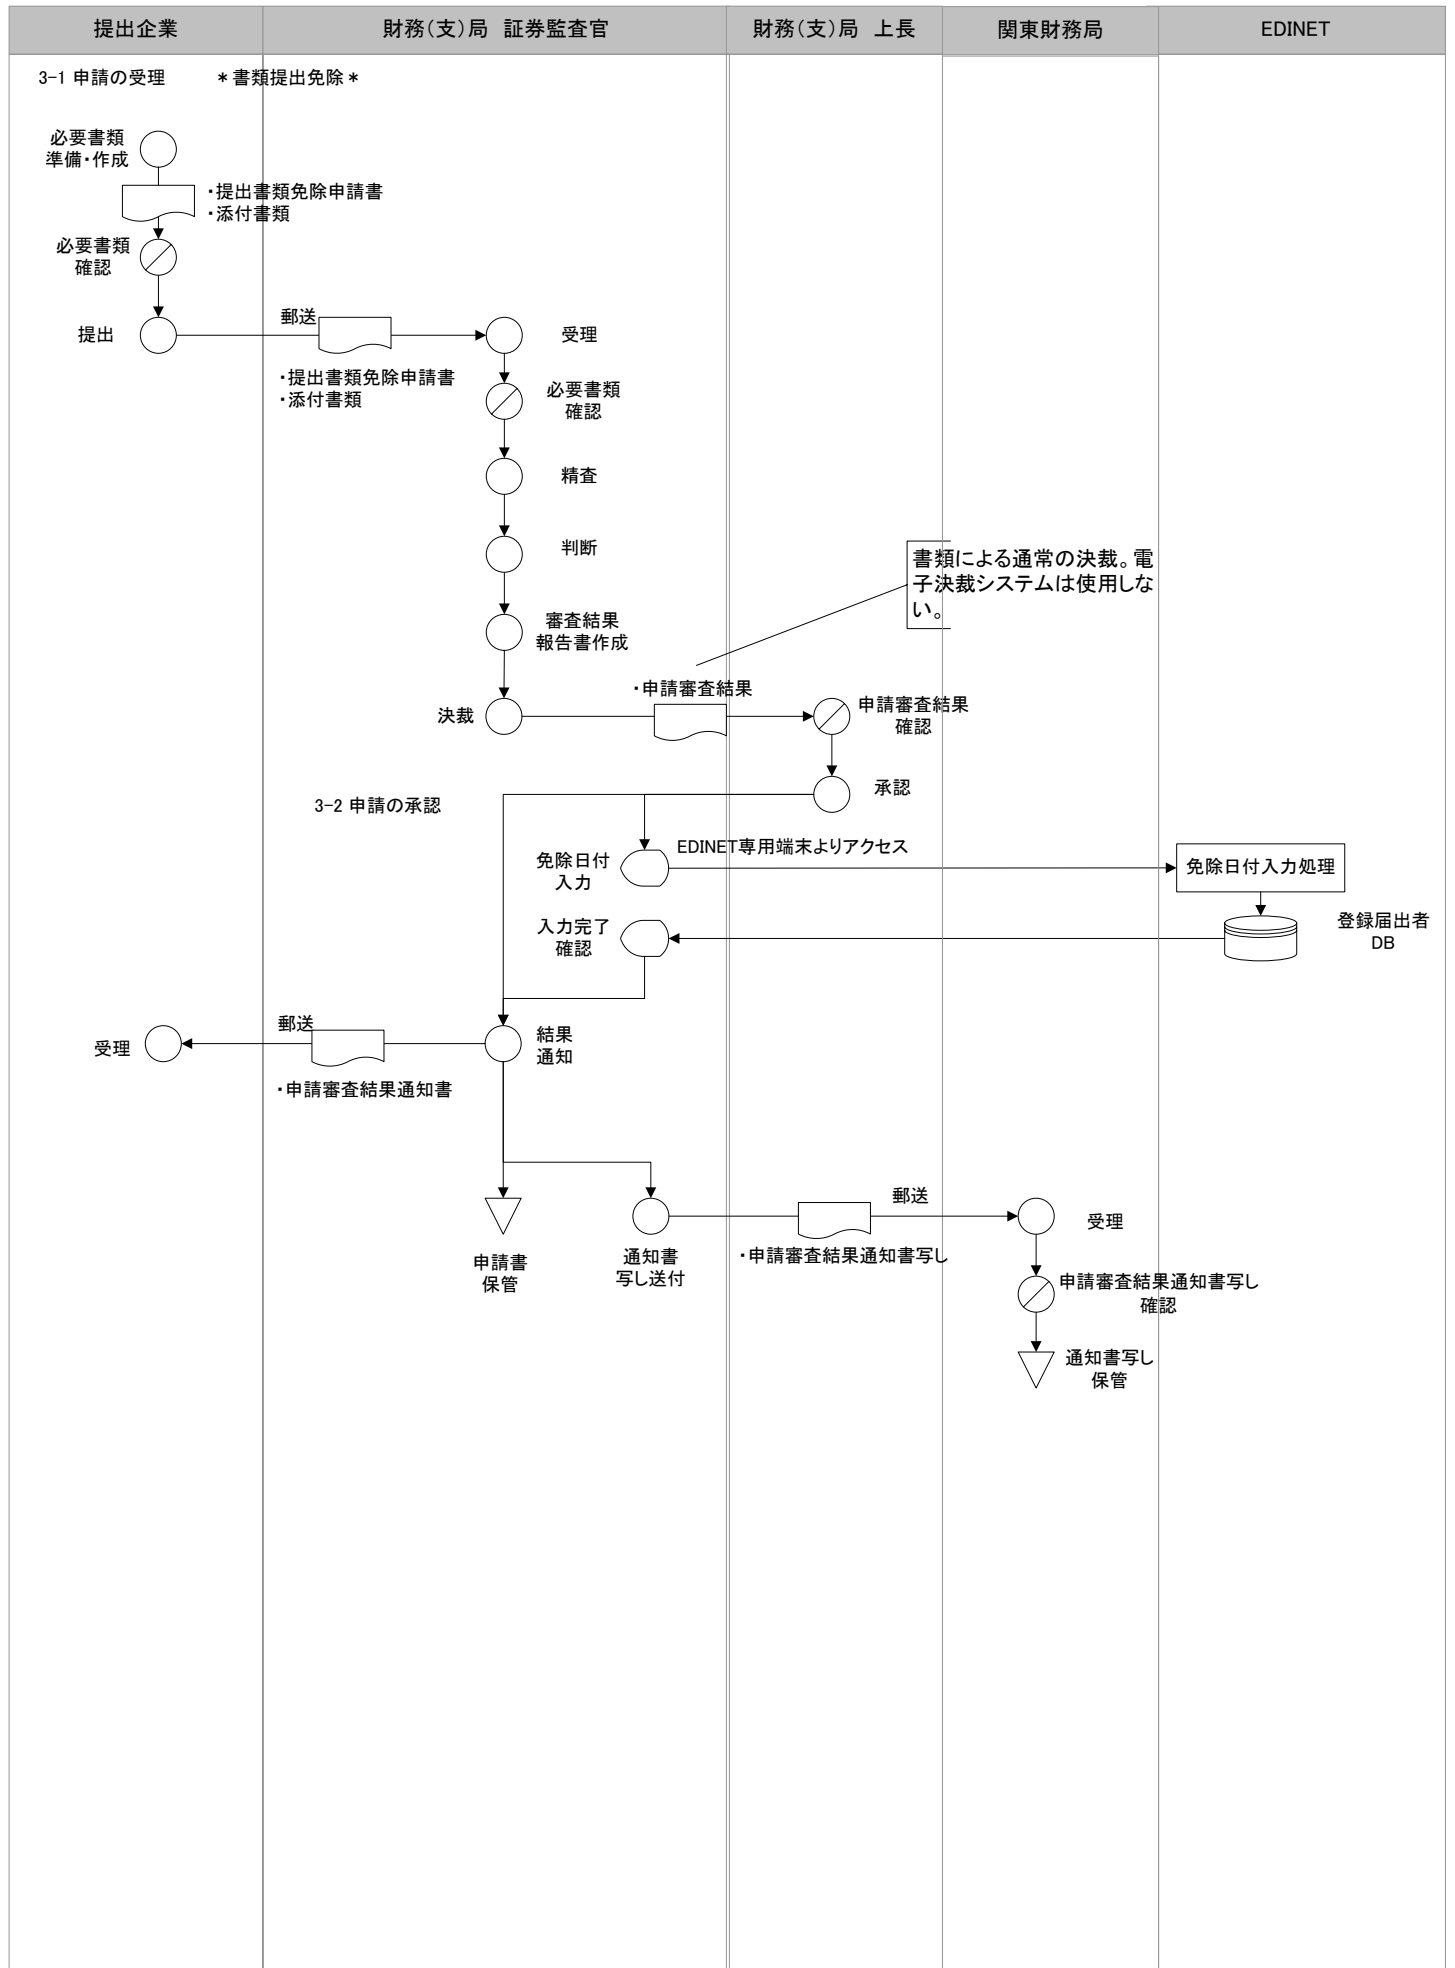 提出企業
財務(支)局　証券監査官
財務(支)局　上長
関東財務局
EDINET
3-1 申請の受理　＊書類提出免除＊
必要書類
準備・作成
・提出書類免除申請書
・添付書類
必要書類
確認
提出
郵送
・提出書類免除申請書
・添付書類
受理
必要書類
確認
精査
判断
書類による通常の決裁。電
子決裁システムは使用しな
い。
審査結果
報告書作成
決裁
・申請審査結果
申請審査結果
確認
承認
3-2 申請の承認
免除日付
入力
EDINET専用端末よりアクセス
免除日付入力処理
登録届出者
DB
入力完了
確認
結果
通知
郵送
受理
・申請審査結果通知書
申請書
保管
通知書
写し送付
郵送
・申請審査結果通知書写し
受理
申請審査結果通知書写し
確認
通知書写し
保管